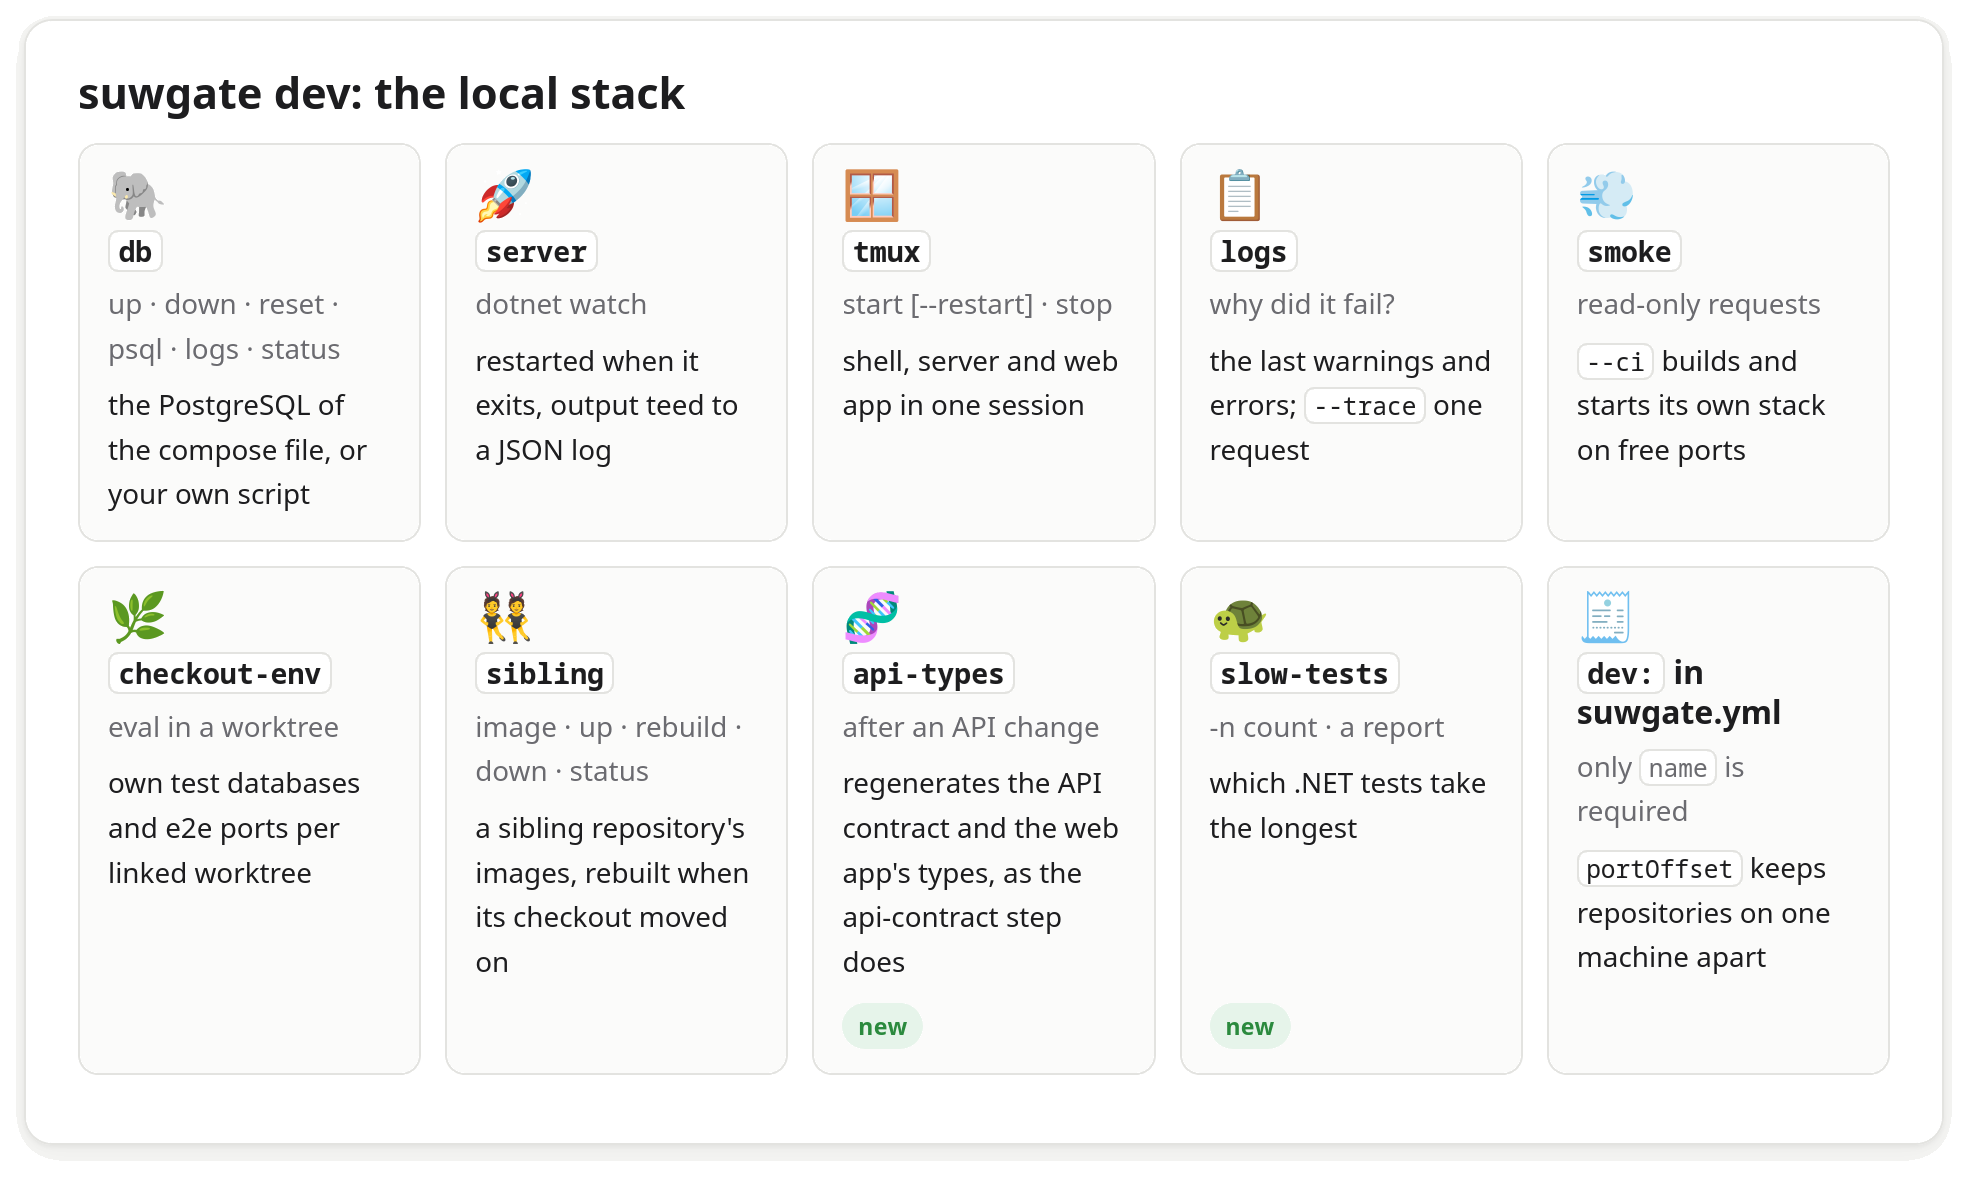 suwgate dev: the local stack
db
up · down · reset ·
psql · logs · status
the PostgreSQL of
the compose file, or
your own script
server
dotnet watch
restarted when it
exits, output teed to
a JSON log
tmux
start [--restart] · stop
shell, server and web
app in one session
logs
why did it fail?
the last warnings and
errors; --trace one
request
smoke
read-only requests
--ci builds and
starts its own stack
on free ports
checkout-env
eval in a worktree
own test databases
and e2e ports per
linked worktree
sibling
image · up · rebuild ·
down · status
a sibling repository's
images, rebuilt when
its checkout moved
on
api-types
after an API change
regenerates the API
contract and the web
app's types, as the
api-contract step
does
new
slow-tests
-n count · a report
which .NET tests take
the longest
new
dev: in
suwgate.yml
only name is
required
portOffset keeps
repositories on one
machine apart